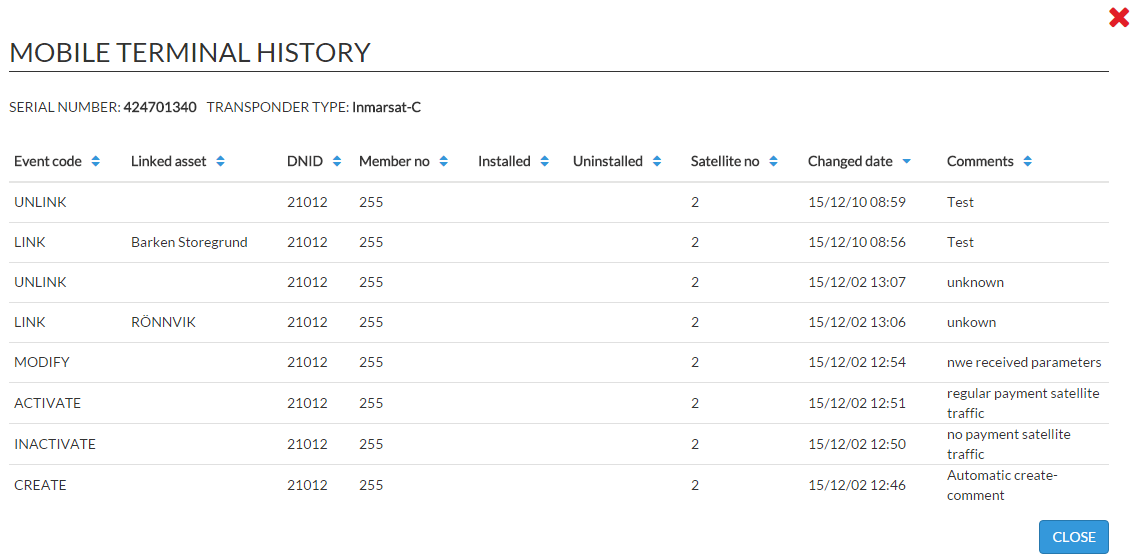 MOBILE TERMINAL HISTORY
SERIAL NUMBER: 424701340 TRANSPONDER TYPE: Inmarsat-C
Event code Linked asset DNID Member no Installed Uninstalled Satellite no Changed date Comments
UNLINK 21012 255 2 15/12/10 08:59 Test
LINK Barken Storegrund 21012 255 2 15/12/10 08:56 Test
UNLINK 21012 255 2 15/12/02 13:07 unknown
LINK RÖNNVIK 21012 255 2 15/12/02 13:06 unkown
MODIFY 21012 255 2 15/12/02 12:54 nwe received parameters
ACTIVATE 21012 255 2 15/12/02 12:51 regular payment satellite
traffic
INACTIVATE 21012 255 2 15/12/02 12:50 no payment satellite
traffic
CREATE 21012 255 2 15/12/02 12:46 Automatic create-
comment
CLOSE